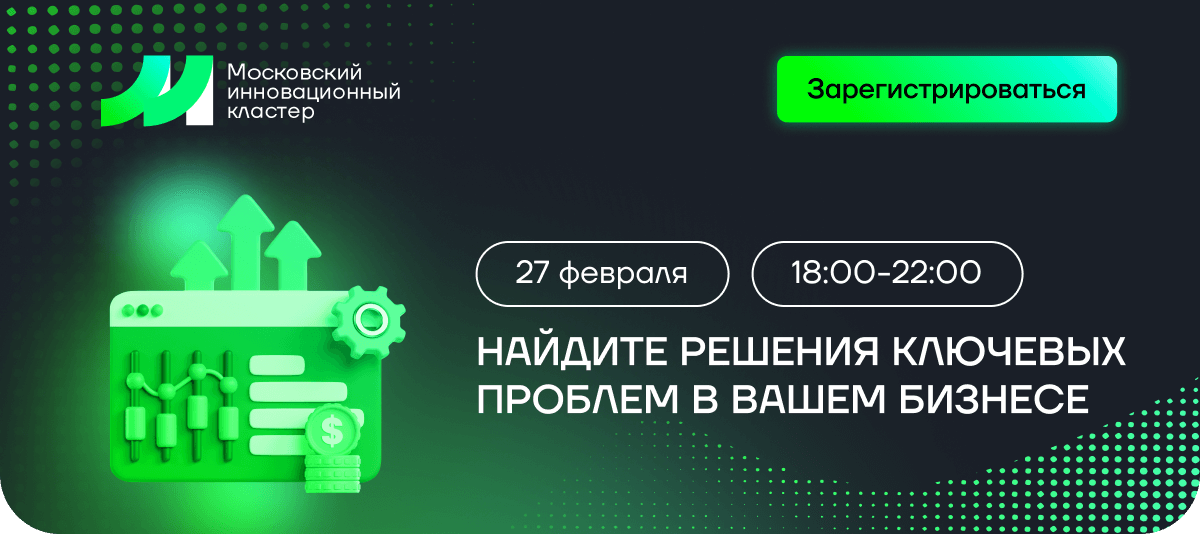 Московский
инновационный
кластер
Зарегистрироваться
27 февраля
18:00-22:00
НАЙДИТЕ РЕШЕНИЯ КЛЮЧЕВЫХ
ПРОБЛЕМ В ВАШЕМ БИЗНЕСЕ
$